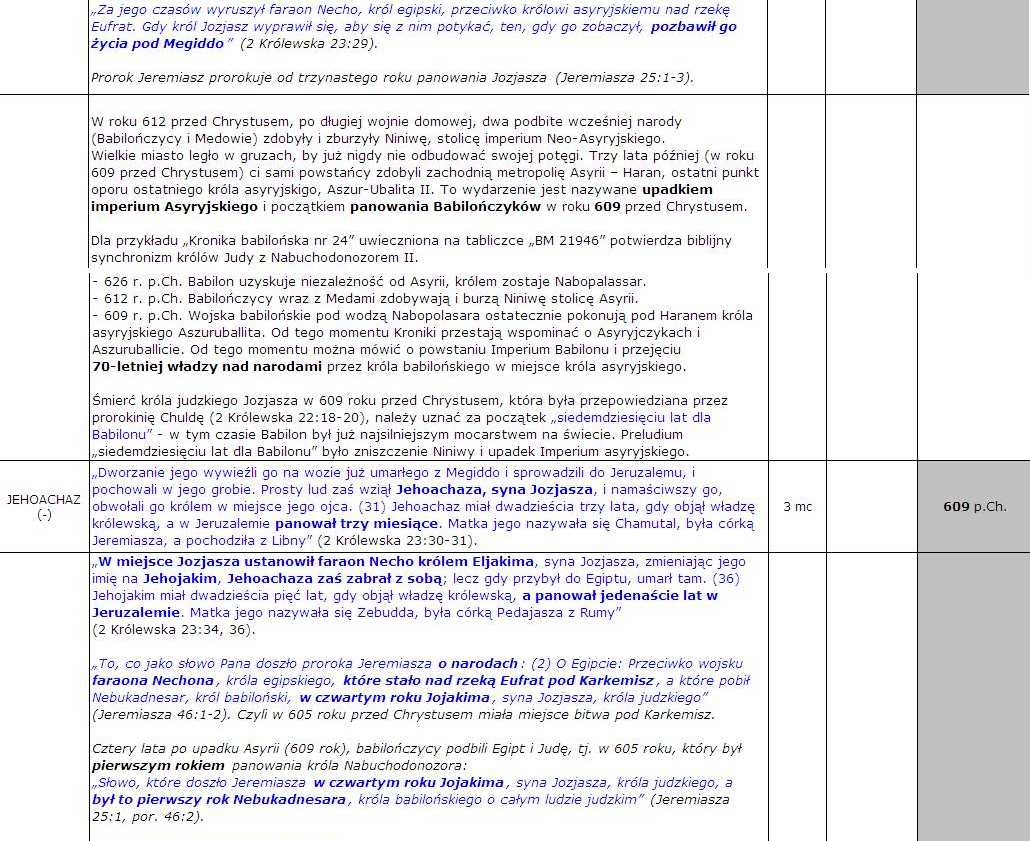 „Za jego czasów wyruszył faraon Necho, król egipski, przeciwko królowi asyryjskiemu nad rzekę
Eufrat. Gdy król Jozjasz wyprawił się, aby się z nim potykać, ten, gdy go zobaczył, pozbawił go
życia pod Megiddo” (2 Królewska 23:29).
Prorok Jeremiasz prorokuje od trzynastego roku panowania Jozjasza (Jeremiasza 25:1-3).
W roku 612 przed Chrystusem, po długiej wojnie domowej, dwa podbite wcześniej narody
(Babilończycy i Medowie) zdobyły i zburzyły Niniwę, stolicę imperium Neo-Asyryjskiego.
Wielkie miasto legło w gruzach, by już nigdy nie odbudować swojej potęgi. Trzy lata później (w roku
609 przed Chrystusem) ci sami powstańcy zdobyli zachodnią metropolię Asyrii – Haran, ostatni punkt
oporu ostatniego króla asyryjskigo, Aszur-Ubalita II. To wydarzenie jest nazywane upadkiem
imperium Asyryjskiego i początkiem panowania Babilończyków w roku 609 przed Chrystusem.
Dla przykładu „Kronika babilońska nr 24” uwieczniona na tabliczce „BM 21946” potwierdza biblijny
synchronizm królów Judy z Nabuchodonozorem II.
- 626 r. p.Ch. Babilon uzyskuje niezależność od Asyrii, królem zostaje Nabopalassar.
- 612 r. p.Ch. Babilończycy wraz z Medami zdobywają i burzą Niniwę stolicę Asyrii.
- 609 r. p.Ch. Wojska babilońskie pod wodzą Nabopolasara ostatecznie pokonują pod Haranem króla
asyryjskiego Aszuruballita. Od tego momentu Kroniki przestają wspominać o Asyryjczykach i
Aszuruballicie. Od tego momentu można mówić o powstaniu Imperium Babilonu i przejęciu
70-letniej władzy nad narodami przez króla babilońskiego w miejsce króla asyryjskiego.
Śmierć króla judzkiego Jozjasza w 609 roku przed Chrystusem, która była przepowiedziana przez
prorokinię Chuldę (2 Królewska 22:18-20), należy uznać za początek „siedemdziesięciu lat dla
Babilonu” - w tym czasie Babilon był już najsilniejszym mocarstwem na świecie. Preludium
„siedemdziesięciu lat dla Babilonu” było zniszczenie Niniwy i upadek Imperium asyryjskiego.
JEHOACHAZ
(-)
„Dworzanie jego wywieźli go na wozie już umarłego z Megiddo i sprowadzili do Jeruzalemu, i
pochowali w jego grobie. Prosty lud zaś wziął Jehoachaza, syna Jozjasza, i namaściwszy go,
obwołali go królem w miejsce jego ojca. (31) Jehoachaz miał dwadzieścia trzy lata, gdy objął władzę
królewską, a w Jeruzalemie panował trzy miesiące. Matka jego nazywała się Chamutal, była córką
Jeremiasza, a pochodziła z Libny” (2 Królewska 23:30-31).
3 mc
609 p.Ch.
„W miejsce Jozjasza ustanowił faraon Necho królem Eljakima, syna Jozjasza, zmieniając jego
imię na Jehojakim, Jehoachaza zaś zabrał z sobą; lecz gdy przybył do Egiptu, umarł tam. (36)
Jehojakim miał dwadzieścia pięć lat, gdy objął władzę królewską, a panował jedenaście lat w
Jeruzalemie. Matka jego nazywała się Zebudda, była córką Pedajasza z Rumy”
(2 Królewska 23:34, 36).
„To, co jako słowo Pana doszło proroka Jeremiasza o narodach: (2) O Egipcie: Przeciwko wojsku
faraona Nechona, króla egipskiego, które stało nad rzeką Eufrat pod Karkemisz, a które pobił
Nebukadnesar, król babiloński, w czwartym roku Jojakima, syna Jozjasza, króla judzkiego”
(Jeremiasza 46:1-2). Czyli w 605 roku przed Chrystusem miała miejsce bitwa pod Karkemisz.
Cztery lata po upadku Asyrii (609 rok), babilończycy podbili Egipt i Judę, tj. w 605 roku, który był
pierwszym rokiem panowania króla Nabuchodonozora:
„Słowo, które doszło Jeremiasza w czwartym roku Jojakima, syna Jozjasza, króla judzkiego, a
był to pierwszy rok Nebukadnesara, króla babilońskiego o całym ludzie judzkim” (Jeremiasza
25:1, por. 46:2).